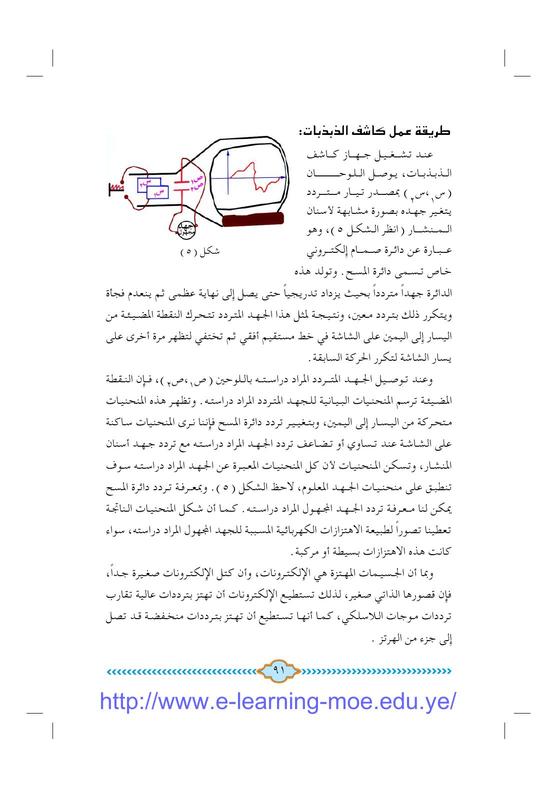 طريقة عمل كاشف الذبذبات:
عند تشغيل جهاز كاشف
الذبذبات، يوصل اللوحــــان
(س١،س٢) بمصدر تيار متردد
يتغير جهده بصورة مشابهة لأسنان
المنشار (انظر الشكل ٥)، وهو
عبارة عن دائرة صمام إلكتروني
خاص تسمى دائرة المسح. وتولد هذه
شكل (٥)
الدائرة جهداً متردداً بحيث يزداد تدريجياً حتى يصل إلى نهاية عظمى ثم ينعدم فجأة
ويتكرر ذلك بتردد معين، ونتيجة لمثل هذا الجهد المتردد تتحرك النقطة المضيئة من
اليسار إلى اليمين على الشاشة في خط مستقيم أفقي ثم تختفي لتظهر مرة أخرى على
يسار الشاشة لتكرر الحركة السابقة.
وعند توصيل الجهد المتردد المراد دراسته باللوحين (ص١،ص٢)، فإن النقطة
المضيئة ترسم المنحنيات البيانية للجهد المتردد المراد دراسته. وتظهر هذه المنحنيات
متحركة من اليسار إلى اليمين، وبتغيير تردد دائرة المسح فإننا نرى المنحنيات ساكنة
على الشاشة عند تساوي أو تضاعف تردد الجهد المراد دراسته مع تردد جهد أسنان
المنشار، وتسكن المنحنيات لأن كل المنحنيات المعبرة عن الجهد المراد دراسته سوف
تنطبق على منحنيات الجهد المعلوم، لاحظ الشكل (٥). وبمعرفة تردد دائرة المسح
يمكن لنا معرفة تردد الجهد المجهول المراد دراسته. كما أن شكل المنحنيات الناتجة
تعطينا تصوراً لطبيعة الاهتزازات الكهربائية المسببة للجهد المجهول المراد دراسته، سواء
كانت هذه الاهتزازات بسيطة أو مركبة.
وبما أن الجسيمات المهتزة هي الإلكترونات، وأن كتل الإلكترونات صغيرة جداً،
فإن قصورها الذاتي صغير، لذلك تستطيع الإلكترونات أن تهتز بترددات عالية تقارب
ترددات موجات اللاسلكي، كما أنها تستطيع أن تهتز بترددات منخفضة قد تصل
إلى جزء من الهرتز .
٩١
http://www.e-learning-moe.edu.ye/